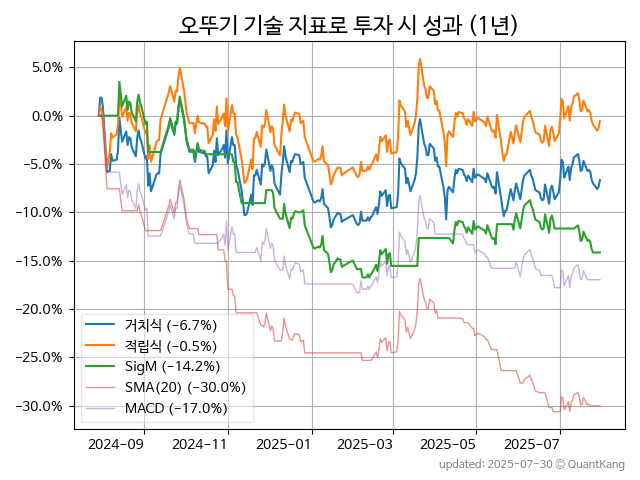 오뚜기 기술 지표로 투자 시 성과 (1년)
5.0%
0.0%
−5.0%
−10.0%
−15.0%
−20.0%
−25.0%
−30.0%
거치식 (−6.7%)
적립식 (−0.5%)
SigM (−14.2%)
SMA(20) (−30.0%)
MACD (−17.0%)
2024-09 2024-11 2025-01 2025-03 2025-05 2025-07
updated: 2025-07-30 © QuantKang